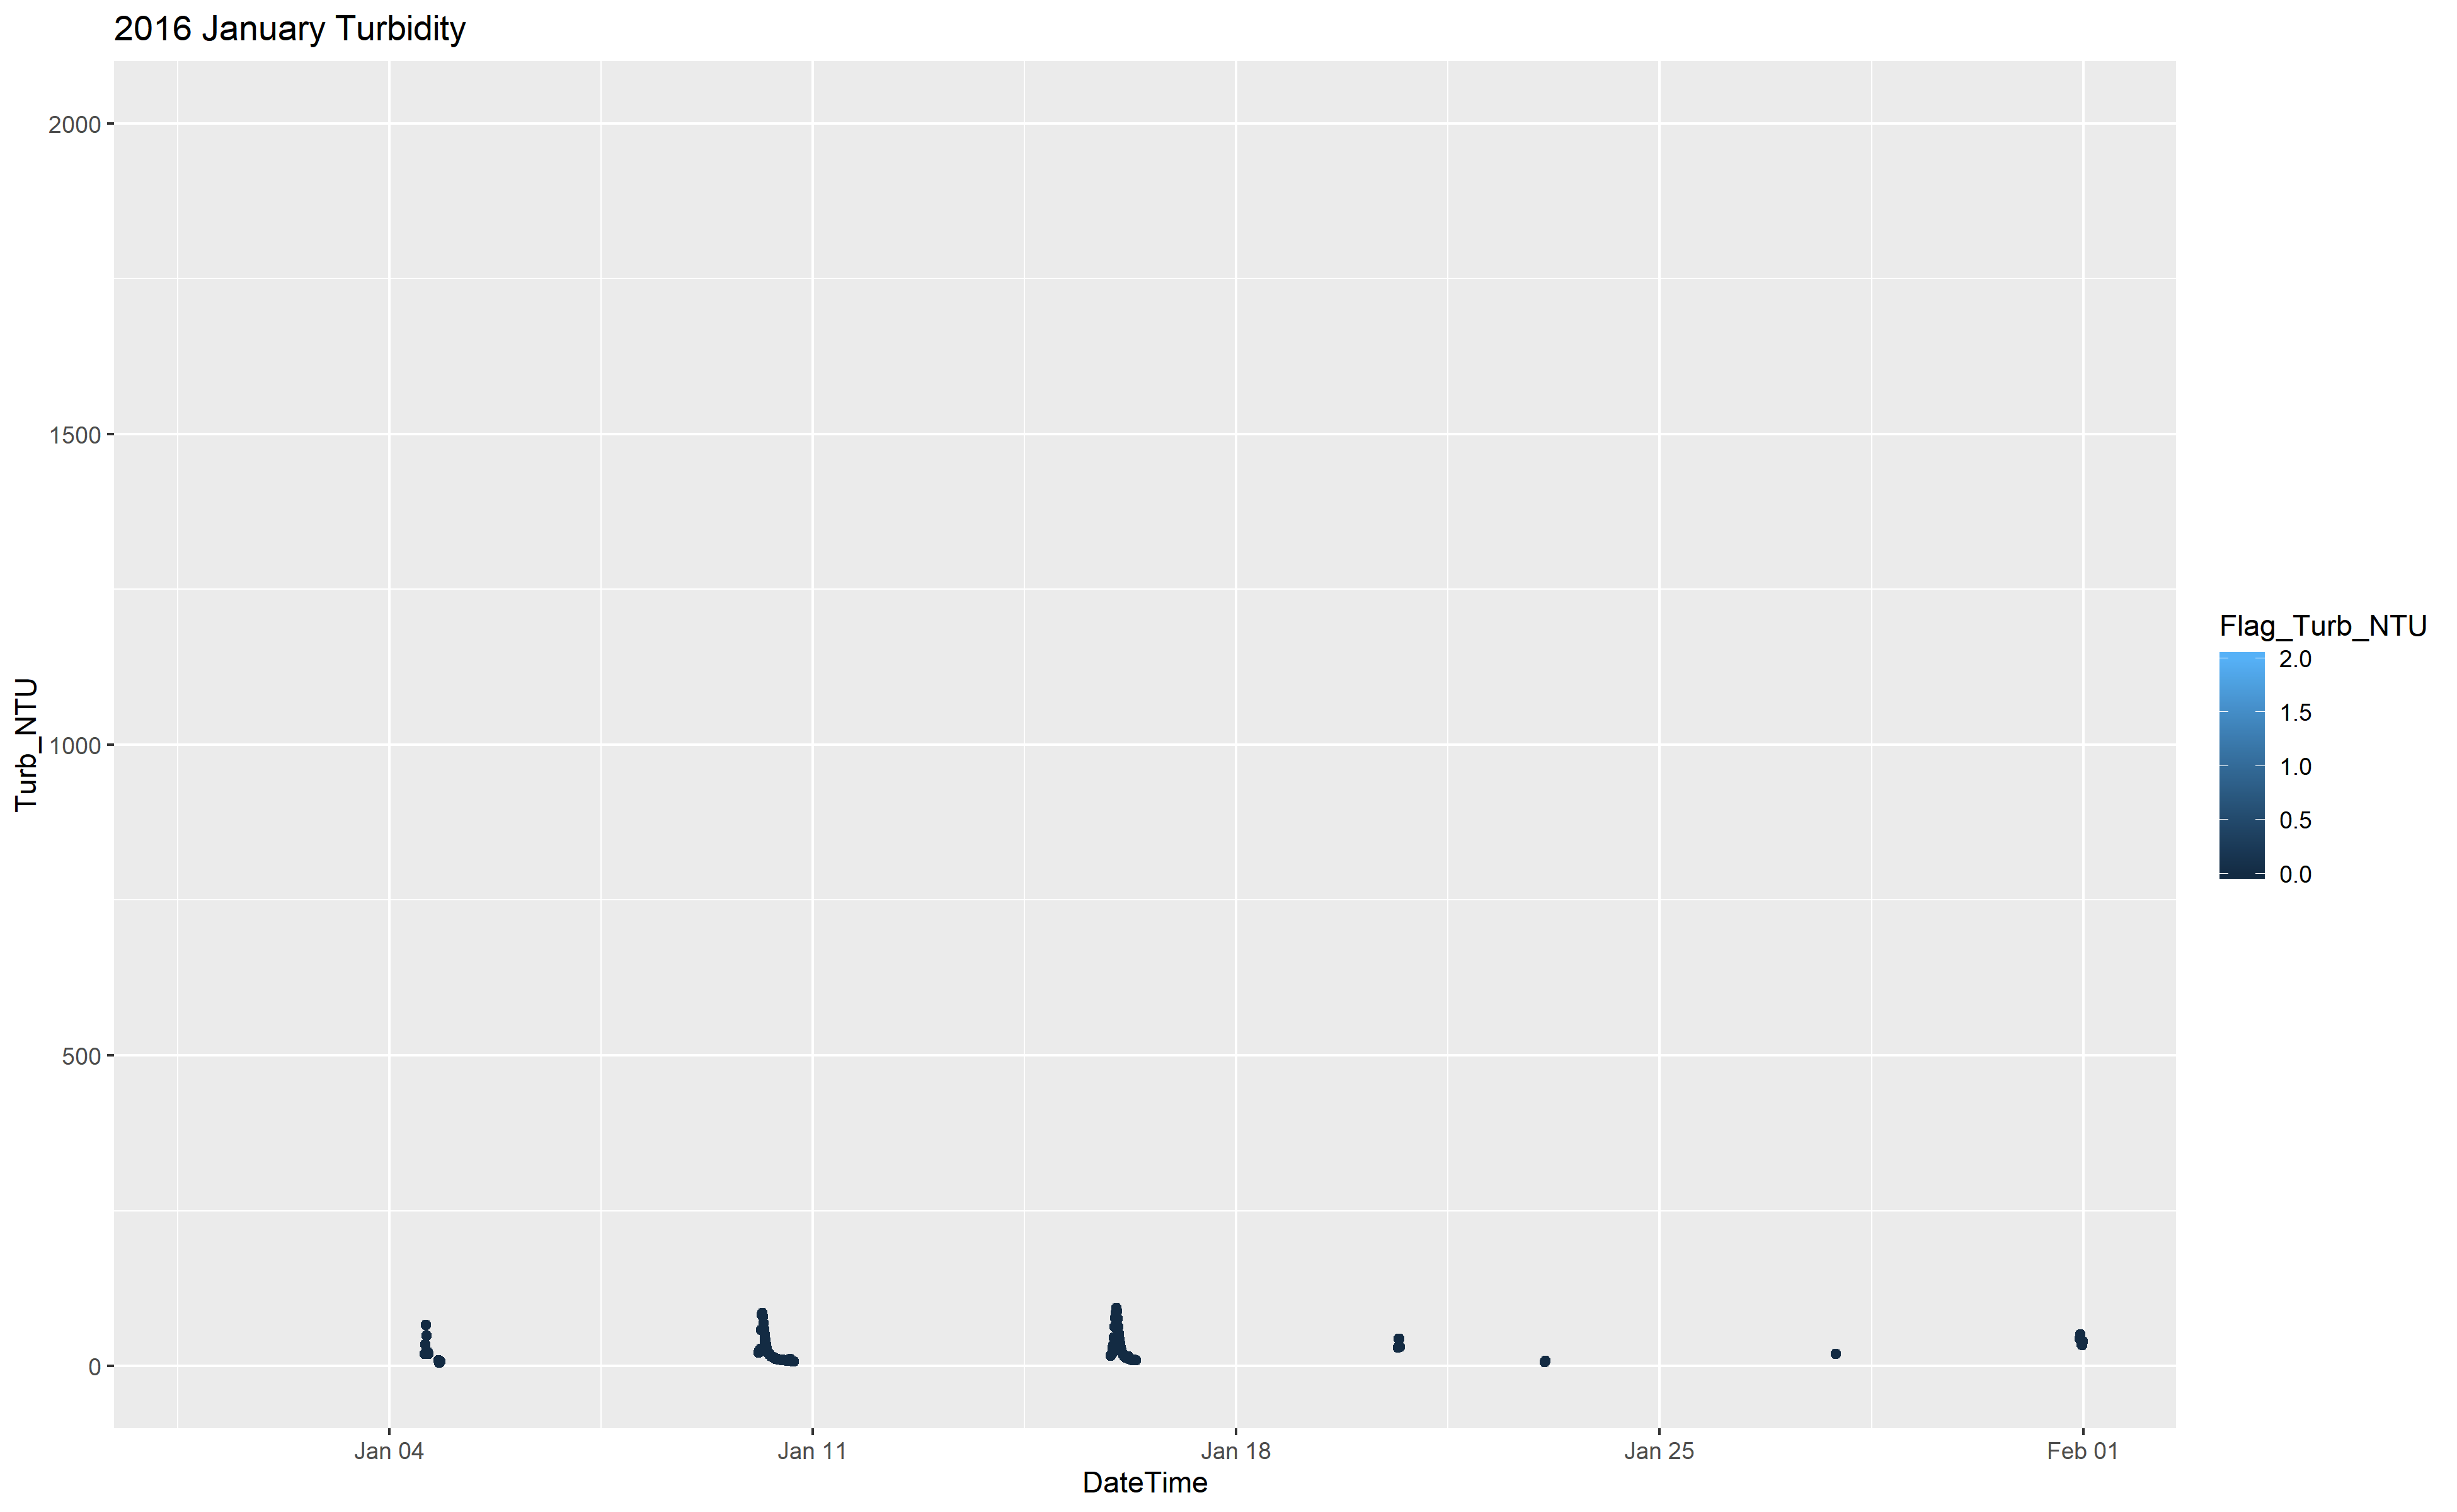 2016 January Turbidity
Turb_NTU
2000
1500
1000
500
0
Jan 04
Jan 11
Jan 18
Jan 25
Feb 01
DateTime
Flag_Turb_NTU
2.0
1.5
1.0
0.5
0.0